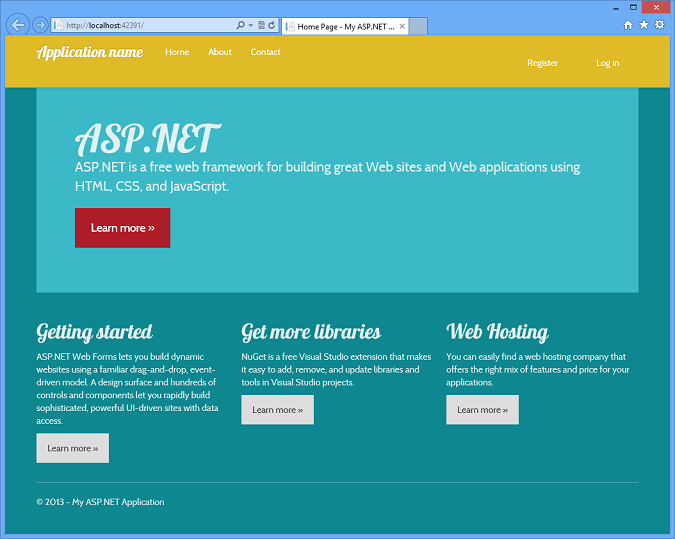 http://localhost:42391/
Home Page - My ASP.NET ...
Application name
Home
About
Contact
Register
Log in
ASP.NET
ASP.NET is a free web framework for building great Web sites and Web applications using
HTML, CSS, and JavaScript.
Learn more »
Getting started
ASP.NET Web Forms lets you build dynamic
websites using a familiar drag-and-drop, event-
driven model. A design surface and hundreds of
controls and components let you rapidly build
sophisticated, powerful UI-driven sites with data
access.
Learn more »
Get more libraries
NuGet is a free Visual Studio extension that makes
it easy to add, remove, and update libraries and
tools in Visual Studio projects.
Learn more »
Web Hosting
You can easily find a web hosting company that
offers the right mix of features and price for your
applications.
Learn more »
© 2013 - My ASP.NET Application